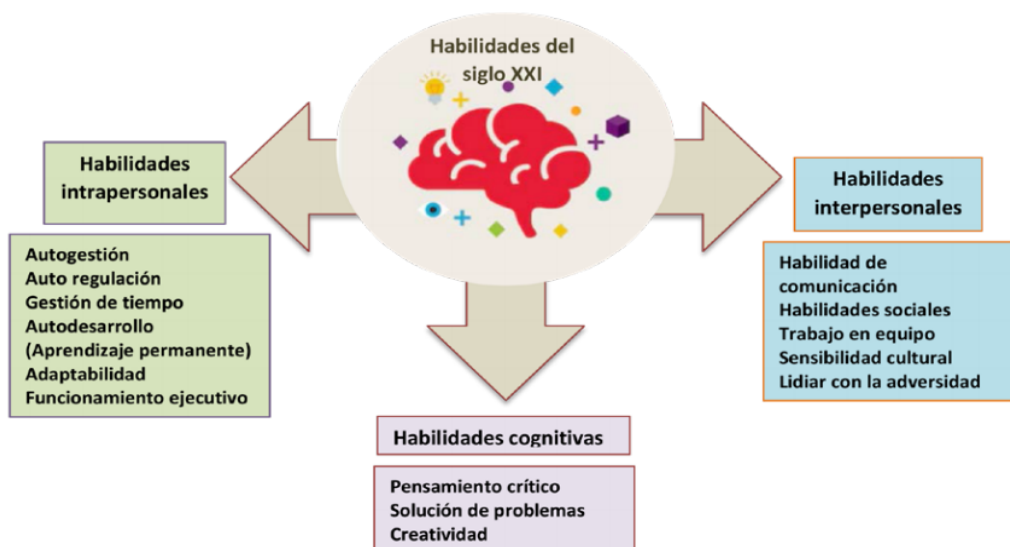 Habilidades del
siglo XXI
Habilidades
intrapersonales
Autogestión
Auto regulación
Gestión de tiempo
Autodesarrollo
(Aprendizaje permanente)
Adaptabilidad
Funcionamiento ejecutivo
Habilidades cognitivas
Pensamiento crítico
Solución de problemas
Creatividad
Habilidades
interpersonales
Habilidad de
comunicación
Habilidades sociales
Trabajo en equipo
Sensibilidad cultural
Lidiar con la adversidad